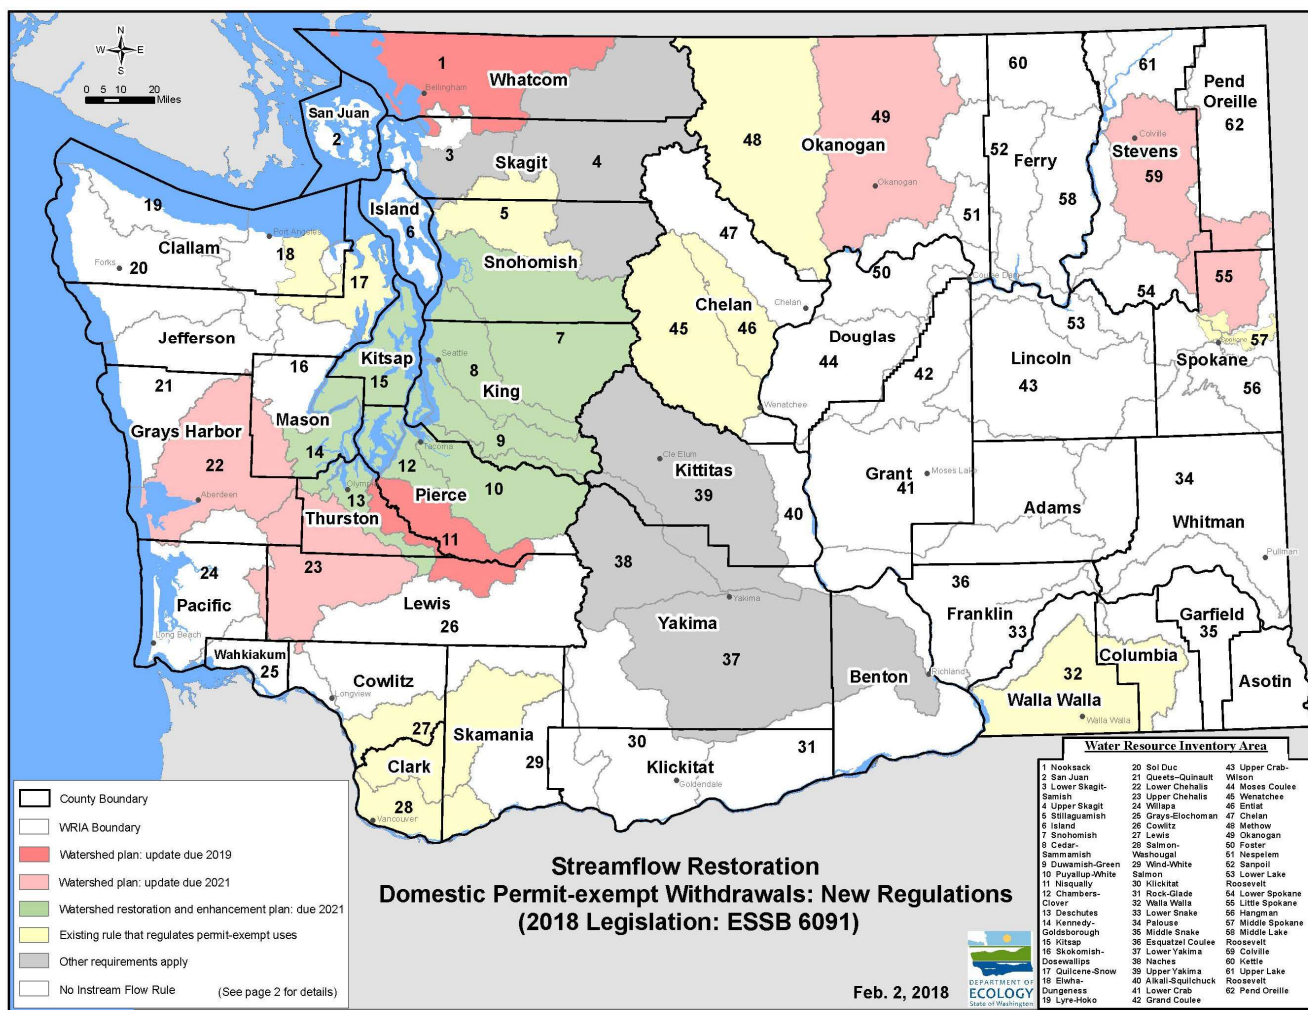 N
W E
S
0 5 10 20
Miles
1
Whatcom
Bellingham
San Juan
2
3
Skagit
4
Island
6
5
Snohomish
19
Clallam
Port Angeles
Forks
20
18
17
Jefferson
16
Kitsap
15
Seattle
8
7
King
9
21
Grays Harbor
22
Aberdeen
Mason
14
13
Thurston
Tacoma
12
10
Pierce
11
24
Pacific
Long Beach
23
Lewis
26
Wahkiakum
25
Cowlitz
Longview
27
Clark
28
Vancouver
Skamania
29
30
Klickitat
Goldendale
31
48
49
Okanogan
Okanogan
47
Chelan
Chelan
45
46
Wenatchee
50
Douglas
44
42
51
52
60
Ferry
58
61
Pend
Oreille
62
Colville
Stevens
59
55
54
53
Lincoln
43
57
Spokane
56
Cle Elum
Kittitas
39
40
Grant
41
Moses Lake
Adams
34
Whitman
Pullman
38
Yakima
Yakima
37
Benton
Richland
36
Franklin
33
32
Walla Walla
Walla Walla
Columbia
Garfield
35
Asotin
County Boundary
WRIA Boundary
Watershed plan: update due 2019
Watershed plan: update due 2021
Watershed restoration and enhancement plan: due 2021
Existing rule that regulates permit-exempt uses
Other requirements apply
No Instream Flow Rule (See page 2 for details)
Streamflow Restoration
Domestic Permit-exempt Withdrawals: New Regulations
(2018 Legislation: ESSB 6091)
Feb. 2, 2018
DEPARTMENT OF
ECOLOGY
State of Washington
Water Resource Inventory Area
1 Nooksack
2 San Juan
3 Lower Skagit-
Samish
4 Upper Skagit
5 Stillaguamish
6 Island
7 Snohomish
8 Cedar-
Sammamish
9 Duwamish-Green
10 Puyallup-White
11 Nisqually
12 Chambers-
Clover
13 Deschutes
14 Kennedy-
Goldsborough
15 Kitsap
16 Skokomish-
Dosewallips
17 Quilcene-Snow
18 Elwha-
Dungeness
19 Lyre-Hoko
20 Sol Duc
21 Queets-Quinault
22 Lower Chehalis
23 Upper Chehalis
24 Willapa
25 Grays-Elochoman
26 Cowlitz
27 Lewis
28 Salmon-
Washougal
29 Wind-White
Salmon
30 Klickitat
31 Rock-Glade
32 Walla Walla
33 Lower Snake
34 Palouse
35 Middle Snake
36 Esquatzel Coulee
37 Lower Yakima
38 Naches
39 Upper Yakima
40 Alkali-Squilchuck
41 Lower Crab
42 Grand Coulee
43 Upper Crab-
Wilson
44 Moses Coulee
45 Wenatchee
46 Entiat
47 Chelan
48 Methow
49 Okanogan
50 Foster
51 Nespelem
52 Sanpoil
53 Lower Lake
Roosevelt
54 Lower Spokane
55 Little Spokane
56 Hangman
57 Middle Spokane
58 Middle Lake
Roosevelt
59 Colville
60 Kettle
61 Upper Lake
Roosevelt
62 Pend Oreille